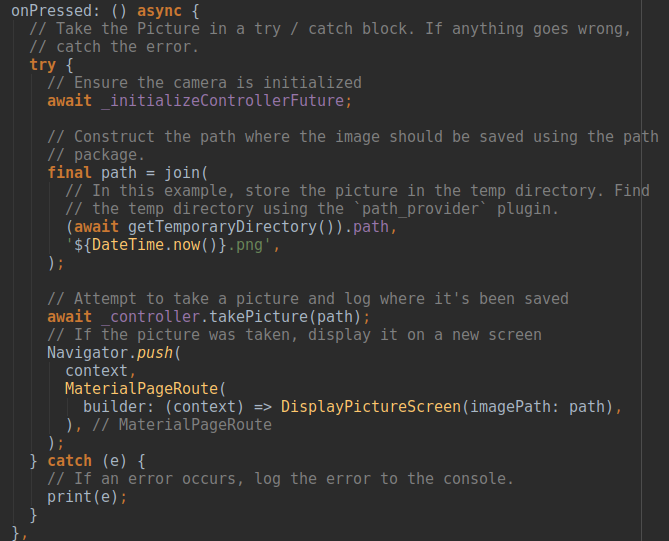 onPressed: () async {
// Take the Picture in a try / catch block. If anything goes wrong,
// catch the error.
try {
// Ensure the camera is initialized
await _initializeControllerFuture;
// Construct the path where the image should be saved using the path
// package.
final path = join(
// In this example, store the picture in the temp directory. Find
// the temp directory using the `path_provider` plugin.
(await getTemporaryDirectory()).path,
'${DateTime.now()}.png',
);
// Attempt to take a picture and log where it's been saved
await _controller.takePicture(path);
// If the picture was taken, display it on a new screen
Navigator.push(
context,
MaterialPageRoute(
builder: (context) => DisplayPictureScreen(imagePath: path),
), // MaterialPageRoute
);
} catch (e) {
// If an error occurs, log the error to the console.
print(e);
}
},